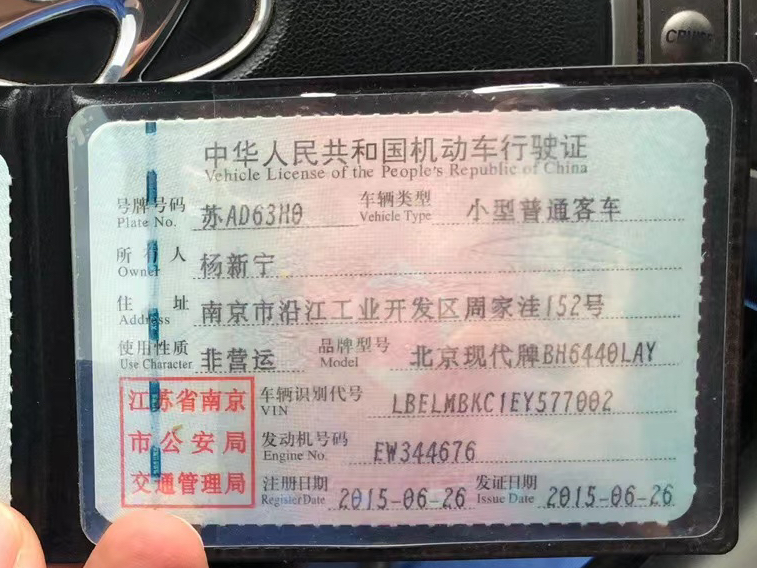 CRUISE
中华人民共和国机动车行驶证
Vehicle License of the People's Republic of China
号牌号码 苏AD63H0 车辆类型 小型普通客车
Plate No. Vehicle Type
所有人 杨新宁
Owner
住址 南京市沿江工业开发区周家洼152号
Address
使用性质 非营运 品牌型号 北京现代牌BH6440LAY
Use Character Model
江苏省南京
市公安局
交通管理局
车辆识别代号 LBELMBKC1EY577002
VIN
发动机号码 EW344676
Engine No.
注册日期 2015-06-26 发证日期 2015-06-26
Register Date Issue Date